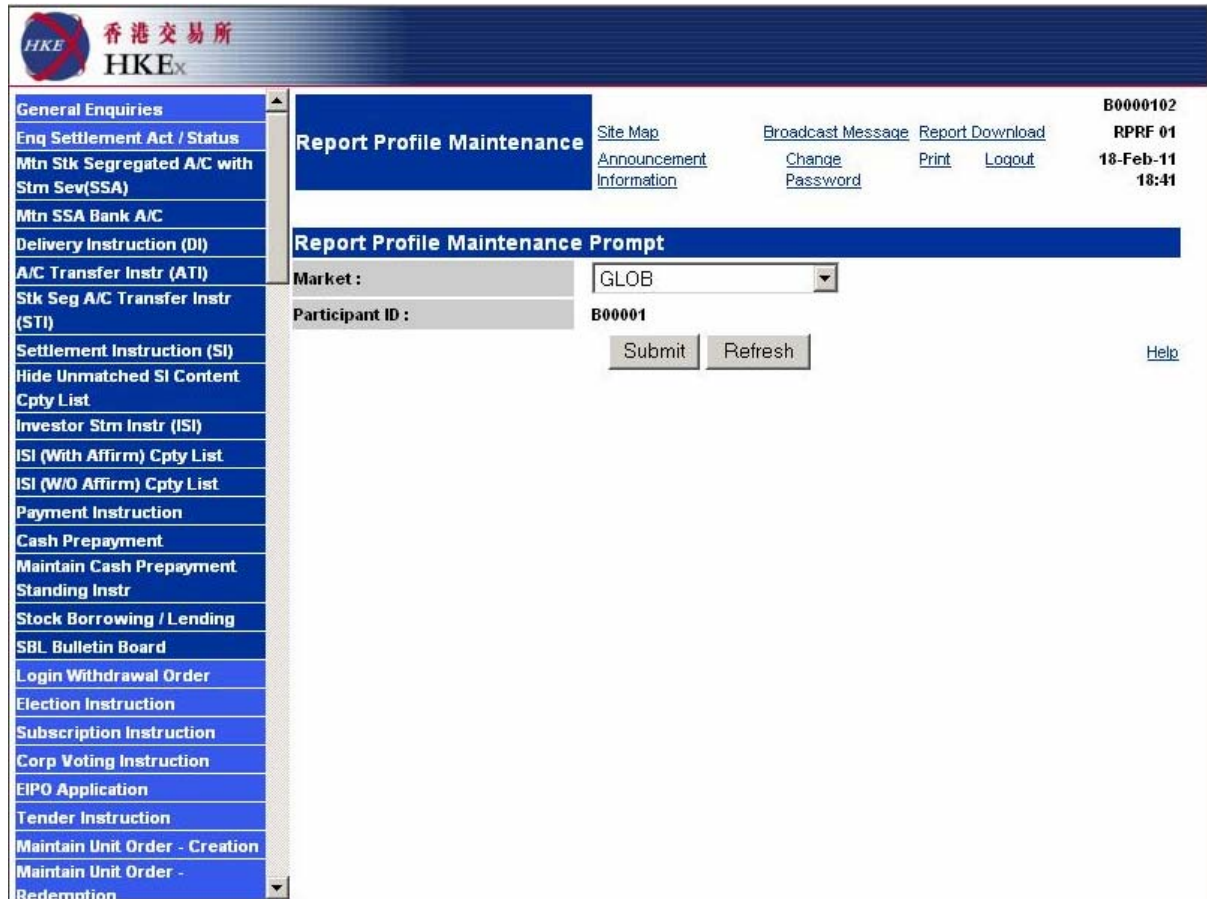 HKE
香港交易所
HKEx
General Enquiries
Enq Settlement Act / Status
Mtn Stk Segregated A/C with
Stm Sev(SSA)
Mtn SSA Bank A/C
Delivery Instruction (DI)
A/C Transfer Instr (ATI)
Stk Seg A/C Transfer Instr
(STI)
Settlement Instruction (SI)
Hide Unmatched SI Content
Cpty List
Investor Stm Instr (ISI)
ISI (With Affirm) Cpty List
ISI (W/O Affirm) Cpty List
Payment Instruction
Cash Prepayment
Maintain Cash Prepayment
Standing Instr
Stock Borrowing / Lending
SBL Bulletin Board
Login Withdrawal Order
Election Instruction
Subscription Instruction
Corp Voting Instruction
EIPO Application
Tender Instruction
Maintain Unit Order - Creation
Maintain Unit Order -
Redemption
Report Profile Maintenance
Site Map
Broadcast Message
Report Download
Announcement
Information
Change
Password
Print
Logout
B0000102
RPRF 01
18-Feb-11
18:41
Report Profile Maintenance Prompt
Market :
GLOB
Participant ID :
B00001
Submit
Refresh
Help